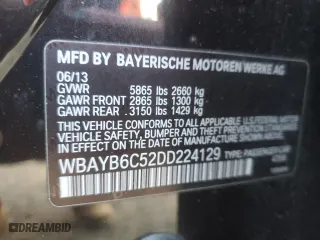 MFD BY BAYERISCHE MOTOREN WERKE AG
06/13
GVWR 5865 lbs 2660 kg
GAWR FRONT 2865 lbs 1300 kg
GAWR REAR 3150 lbs 1429 kg
THIS VEHICLE CONFORMS TO ALL APPLICABLE
U.S. FEDERAL MOTOR VEHICLE
SAFETY, BUMPER, AND THEFT PREVENTION STANDARDS
IN EFFECT ON THE DATE OF MANUFACTURE SHOWN ABOVE.
WBAYB6C52DD224129 TYPE: